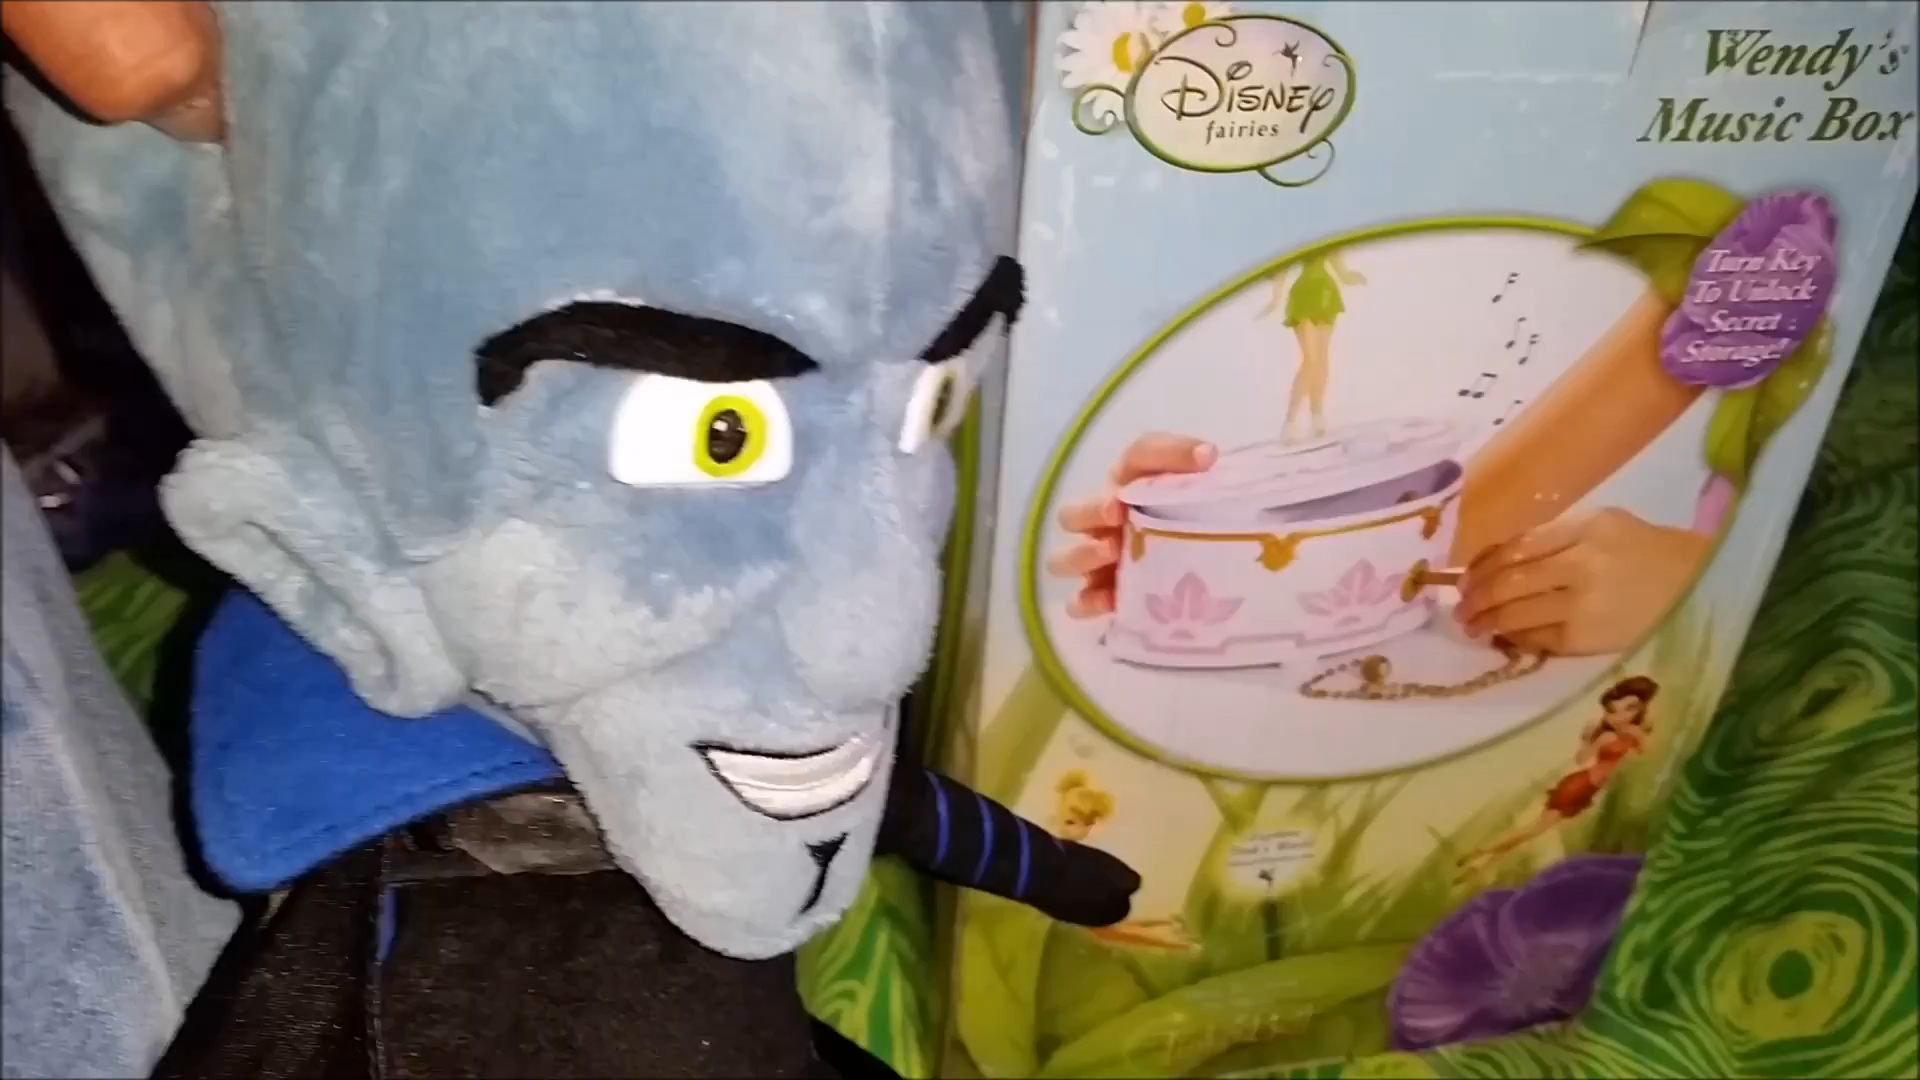 Disney
fairies
Wendy's
Music Box
Turn Key
To Unlock
Secret
Storage!